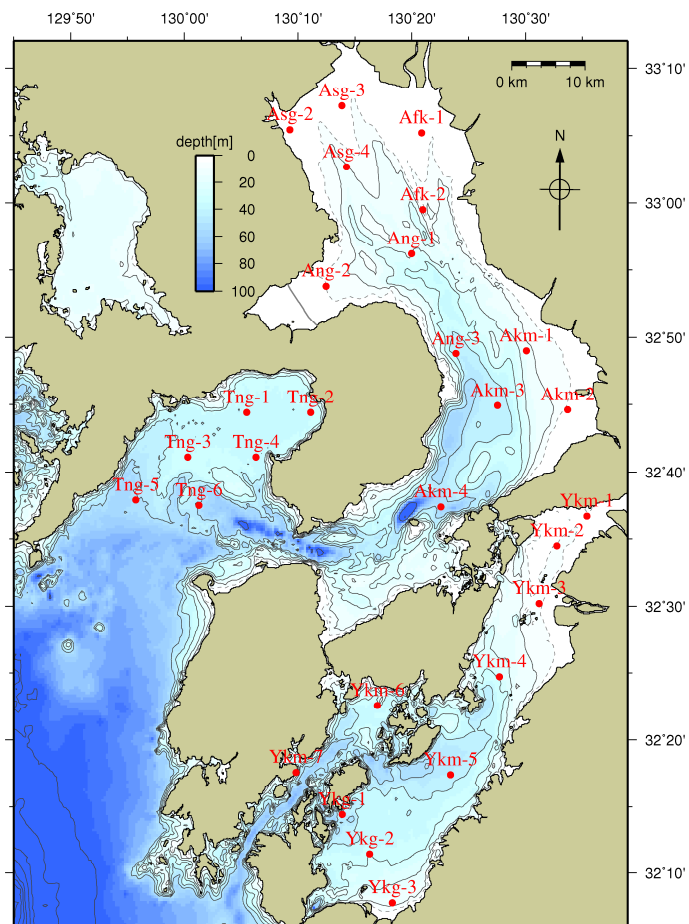 129°50' 130°00' 130°10' 130°20' 130°30'
33°10'
0 km 10 km
Asg-3
Asg-2
Afk-1
N
depth[m]
0
20
40
60
80
100
Asg-4
Afk-2
33°00'
Ang-1
Ang-2
Ang-3
Akm-1
32°50'
Tng-1
Tng-2
Akm-3
Akm-2
Tng-3
Tng-4
32°40'
Tng-5
Tng-6
Akm-4
Ykm-1
Ykm-2
Ykm-3
32°30'
Ykm-4
Ykm-6
32°20'
Ykm-7
Ykm-5
Ykg-1
Ykg-2
32°10'
Ykg-3